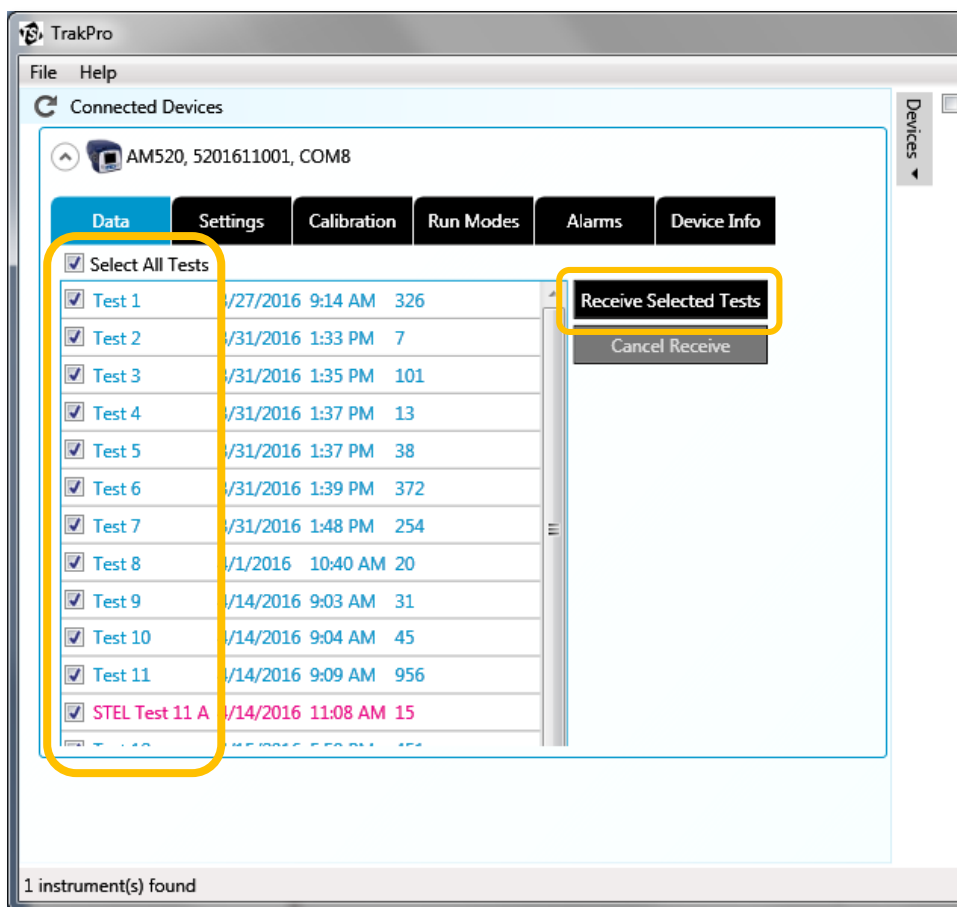 TrakPro
File Help
Connected Devices
Devices
AM520, 5201611001, COM8
Data Settings Calibration Run Modes Alarms Device Info
Select All Tests
Test 1 /27/2016 9:14 AM 326
Receive Selected Tests
Test 2 /31/2016 1:33 PM 7
Cancel Receive
Test 3 /31/2016 1:35 PM 101
Test 4 /31/2016 1:37 PM 13
Test 5 /31/2016 1:37 PM 38
Test 6 /31/2016 1:39 PM 372
Test 7 /31/2016 1:48 PM 254
Test 8 /1/2016 10:40 AM 20
Test 9 /14/2016 9:03 AM 31
Test 10 /14/2016 9:04 AM 45
Test 11 /14/2016 9:09 AM 956
STEL Test 11 A /14/2016 11:08 AM 15
1 instrument(s) found